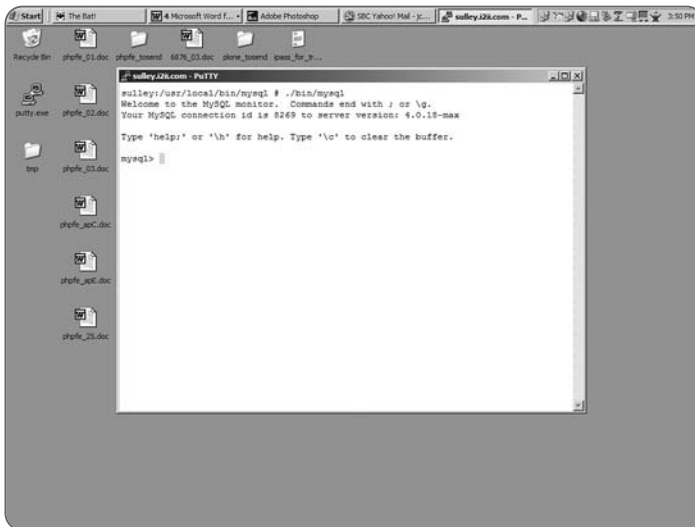 Start The Bat! 4 Microsoft Word f... Adobe Photoshop SBC Yahoo! Mail - jc... sulley.i2ii.com - P... 3:50 PM
Recycle Bin phpfe_01.doc phpfe_tosend 6876_03.doc plone_tosend ipass_for_tr...
putty.exe phpfe_02.doc
tmp phpfe_03.doc
phpfe_apC.doc
phpfe_apE.doc
phpfe_25.doc
sulley.i2ii.com - PuTTY
sulley:/usr/local/bin/mysql # ./bin/mysql
Welcome to the MySQL monitor.  Commands end with ; or \g.
Your MySQL connection id is 8269 to server version: 4.0.18-max
Type 'help;' or '\h' for help. Type '\c' to clear the buffer.
mysql>